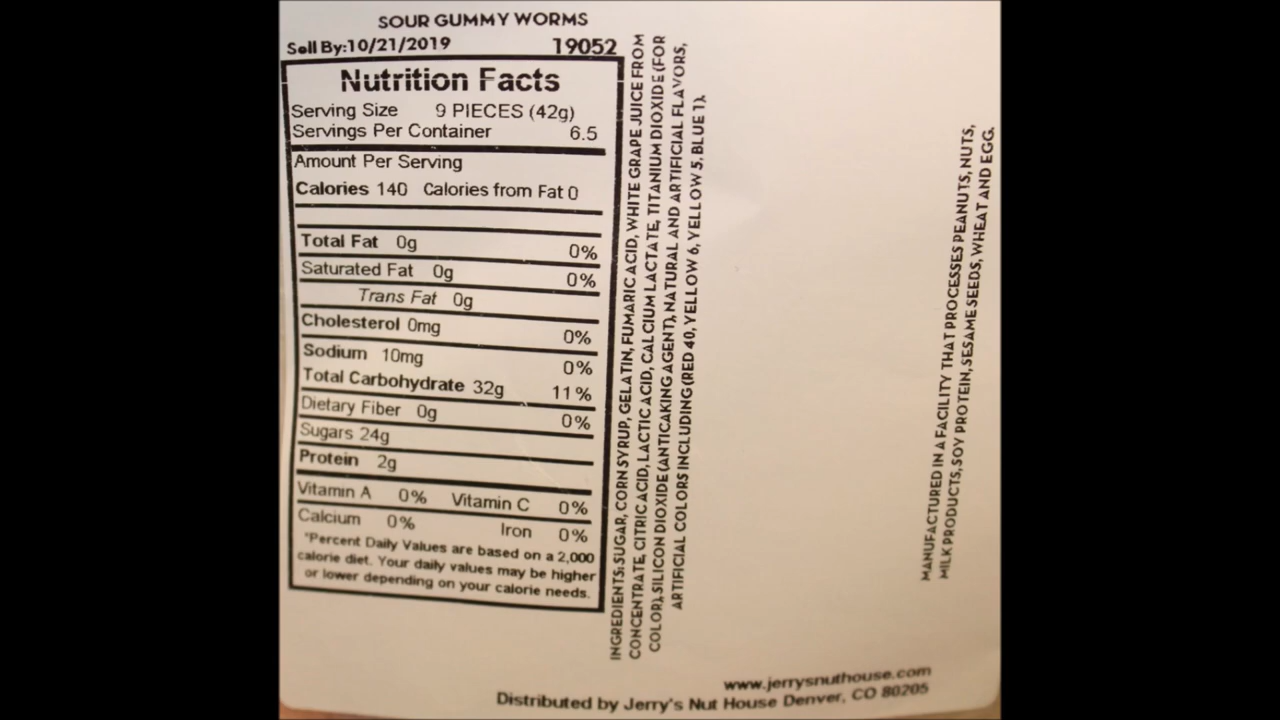 SOUR GUMMY WORMS
Sell By:10/21/2019 19052
Nutrition Facts
Serving Size 9 PIECES (42g)
Servings Per Container 6.5
Amount Per Serving
Calories 140 Calories from Fat 0
Total Fat 0g 0%
Saturated Fat 0g 0%
Trans Fat 0g
Cholesterol 0mg 0%
Sodium 10mg 0%
Total Carbohydrate 32g 11%
Dietary Fiber 0g 0%
Sugars 24g
Protein 2g
Vitamin A 0% Vitamin C 0%
Calcium 0% Iron 0%
*Percent Daily Values are based on a 2,000
calorie diet. Your daily values may be higher
or lower depending on your calorie needs.
INGREDIENTS: SUGAR, CORN SYRUP, GELATIN, FUMARIC ACID, WHITE GRAPE JUICE FROM
CONCENTRATE, CITRIC ACID, LACTIC ACID, CALCIUM LACTATE, TITANIUM DIOXIDE (FOR
COLOR), SILICON DIOXIDE (ANTICAKING AGENT), NATURAL AND ARTIFICIAL FLAVORS,
ARTIFICIAL COLORS INCLUDING (RED 40, YELLOW 6, YELLOW 5, BLUE 1).
MANUFACTURED IN A FACILITY THAT PROCESSES PEANUTS, NUTS,
MILK PRODUCTS, SOY PROTEIN, SESAME SEEDS, WHEAT AND EGG.
www.jerrysnuthouse.com
Distributed by Jerry's Nut House Denver, CO 80205